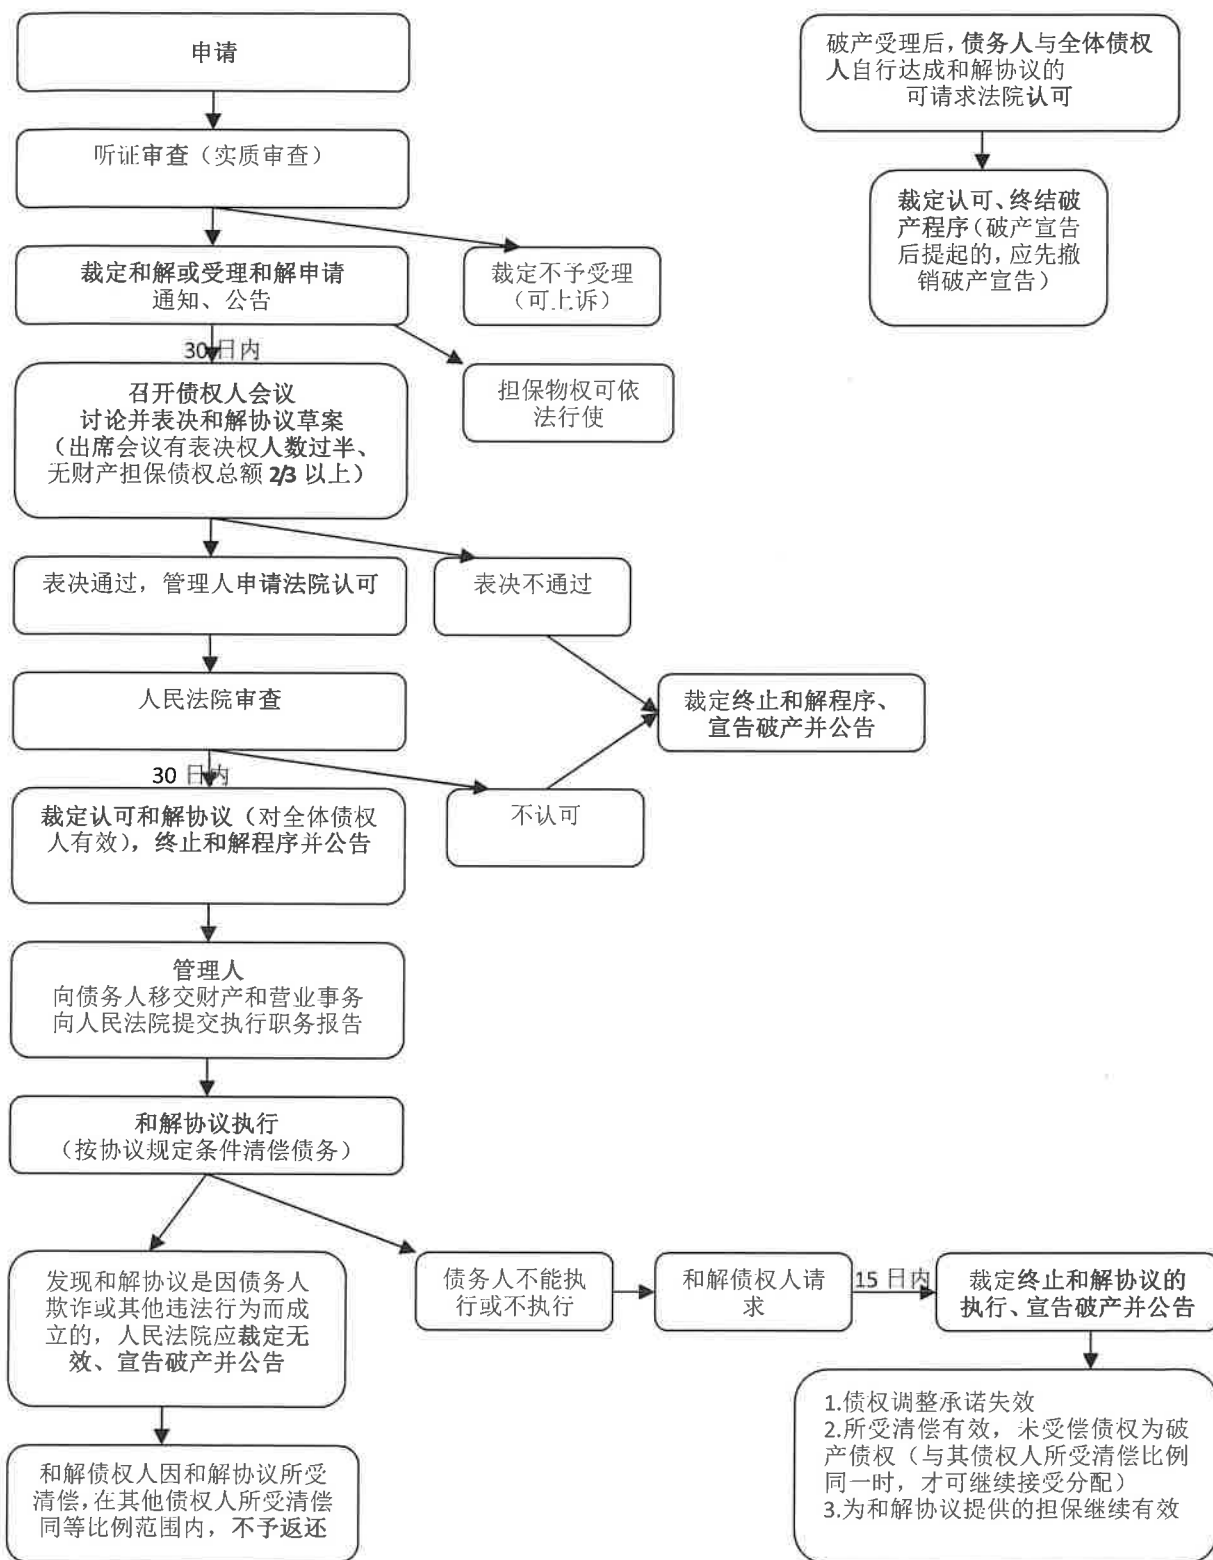 申请
破产受理后，债务人与全体债权
人自行达成和解协议的
可请求法院认可
听证审查（实质审查）
裁定认可、终结破
产程序（破产宣告
后提起的，应先撤
销破产宣告）
裁定和解或受理和解申请
通知、公告
裁定不予受理
（可上诉）
30 日内
召开债权人会议
讨论并表决和解协议草案
（出席会议有表决权人数过半、
无财产担保债权总额 2/3 以上）
担保物权可依
法行使
表决通过，管理人申请法院认可
表决不通过
人民法院审查
裁定终止和解程序、
宣告破产并公告
30 日内
裁定认可和解协议（对全体债权
人有效），终止和解程序并公告
不认可
管理人
向债务人移交财产和营业事务
向人民法院提交执行职务报告
和解协议执行
（按协议规定条件清偿债务）
发现和解协议是因债务人
欺诈或其他违法行为而成
立的，人民法院应裁定无
效、宣告破产并公告
债务人不能执
行或不执行
和解债权人请
求
15 日内
裁定终止和解协议的
执行、宣告破产并公告
和解债权人因和解协议所受
清偿，在其他债权人所受清偿
同等比例范围内，不予返还
1.债权调整承诺失效
2.所受清偿有效，未受偿债权为破
产债权（与其债权人所受清偿比例
同一时，才可继续接受分配）
3.为和解协议提供的担保继续有效